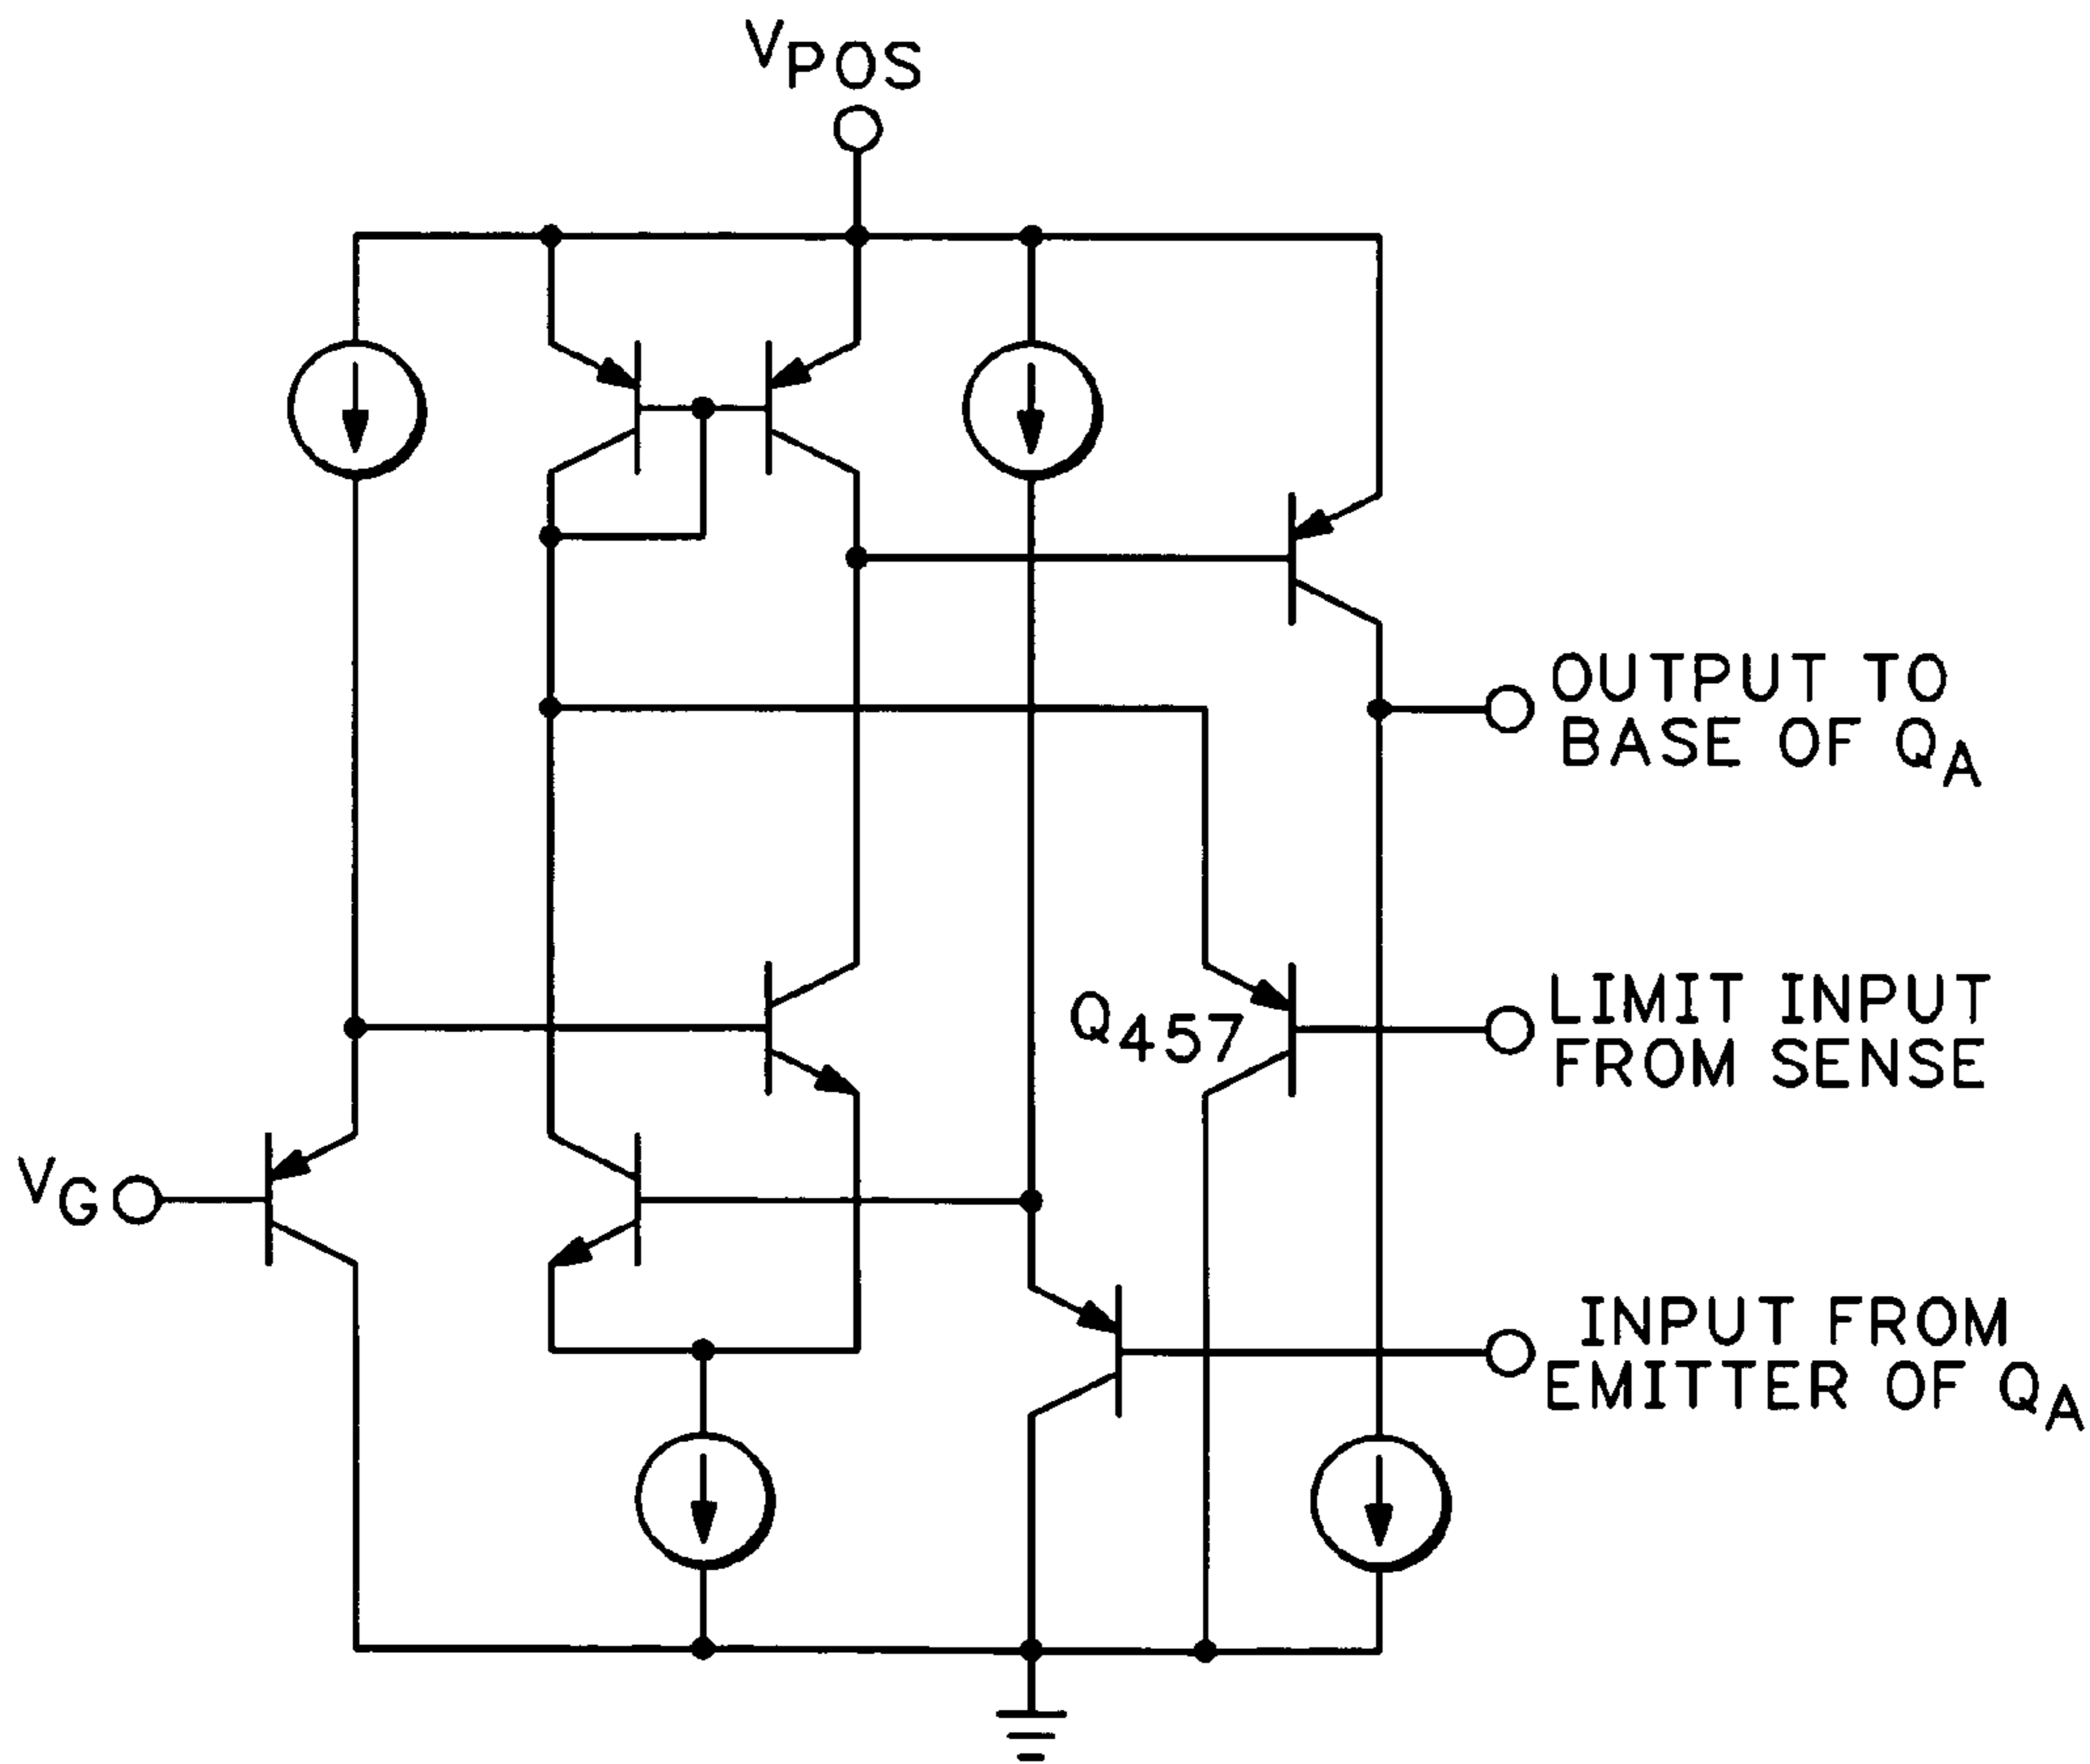 VPOS
OUTPUT TO
BASE OF QA
Q457
LIMIT INPUT
FROM SENSE
VG
INPUT FROM
EMITTER OF QA